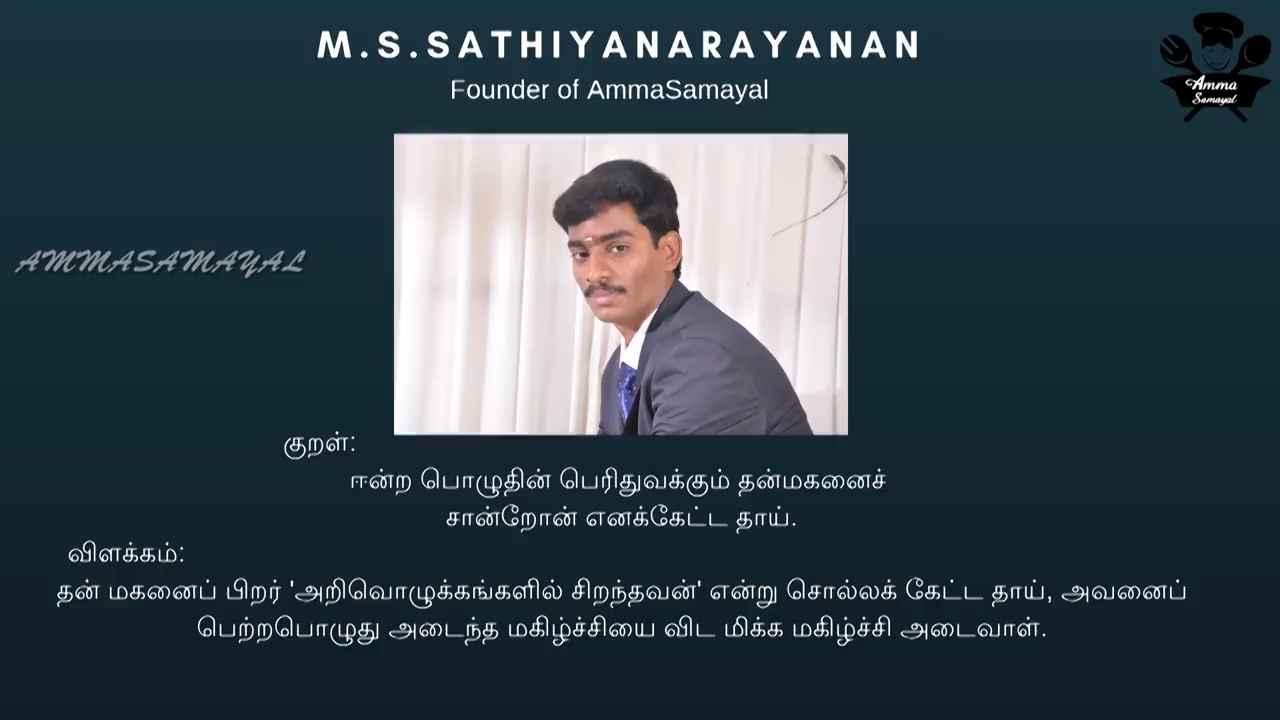 M.S.SATHIYANARAYANAN
Founder of AmmaSamayal
Amma
Samayal
AMMASAMAYAL
குறள்:
ஈன்ற பொழுதின் பெரிதுவக்கும் தன்மகனைச்
சான்றோன் எனக்கேட்ட தாய்.
விளக்கம்:
தன் மகனைப் பிறர் 'அறிவொழுக்கங்களில் சிறந்தவன்' என்று சொல்லக் கேட்ட தாய், அவனைப்
பெற்றபொழுது அடைந்த மகிழ்ச்சியை விட மிக்க மகிழ்ச்சி அடைவாள்.